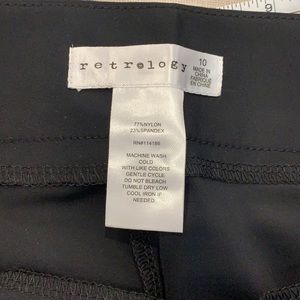 retrology
10
MADE IN
CHINA
FABRIQUÉ
EN CHINE
77%NYLON
23%SPANDEX
RN#114186
MACHINE WASH
COLD
WITH LIKE COLORS
GENTLE CYCLE
DO NOT BLEACH
TUMBLE DRY LOW
COOL IRON IF
NEEDED